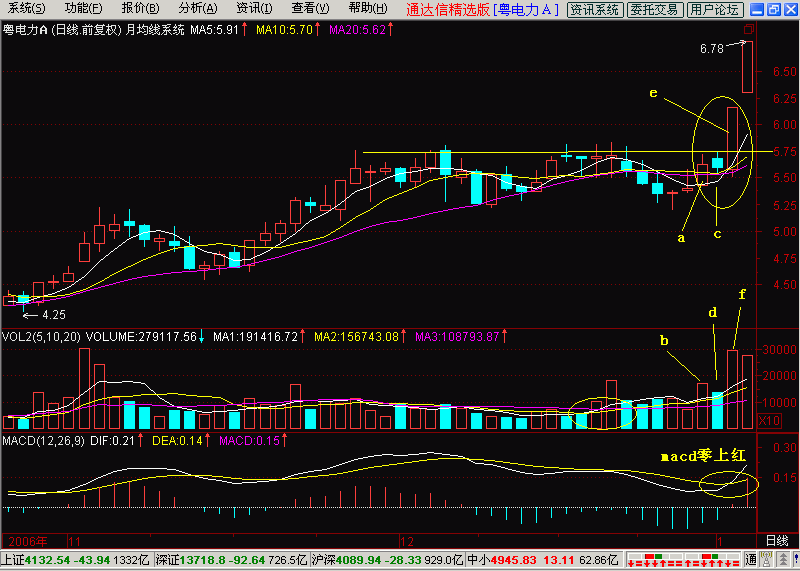 系统(S) 功能(F) 报价(B) 分析(A) 资讯(I) 查看(V) 帮助(H) 通达信精选版 [粤电力A] 资讯系统 委托交易 用户论坛
粤电力A (日线.前复权) 月均线系统 MA5:5.91↑ MA10:5.70↑ MA20:5.62↑
6.78
6.50
e
6.25
6.00
5.75
5.50
5.25
a c
5.00
4.75
4.50
4.25
f
d
VOL2(5,10,20) VOLUME:279117.56↓ MA1:191416.72↑ MA2:156743.08↑ MA3:108793.87↑
b
30000
20000
10000
X10
MACD(12,26,9) DIF:0.21↑ DEA:0.14↑ MACD:0.15↑
0.30
macd零上红
0.15
2006年 11 12 1 日线
上证4132.54 -43.94 1332亿 深证13718.8 -92.64 726.5亿 沪深4089.94 -28.33 929.0亿 中小4945.83 13.11 62.86亿 通